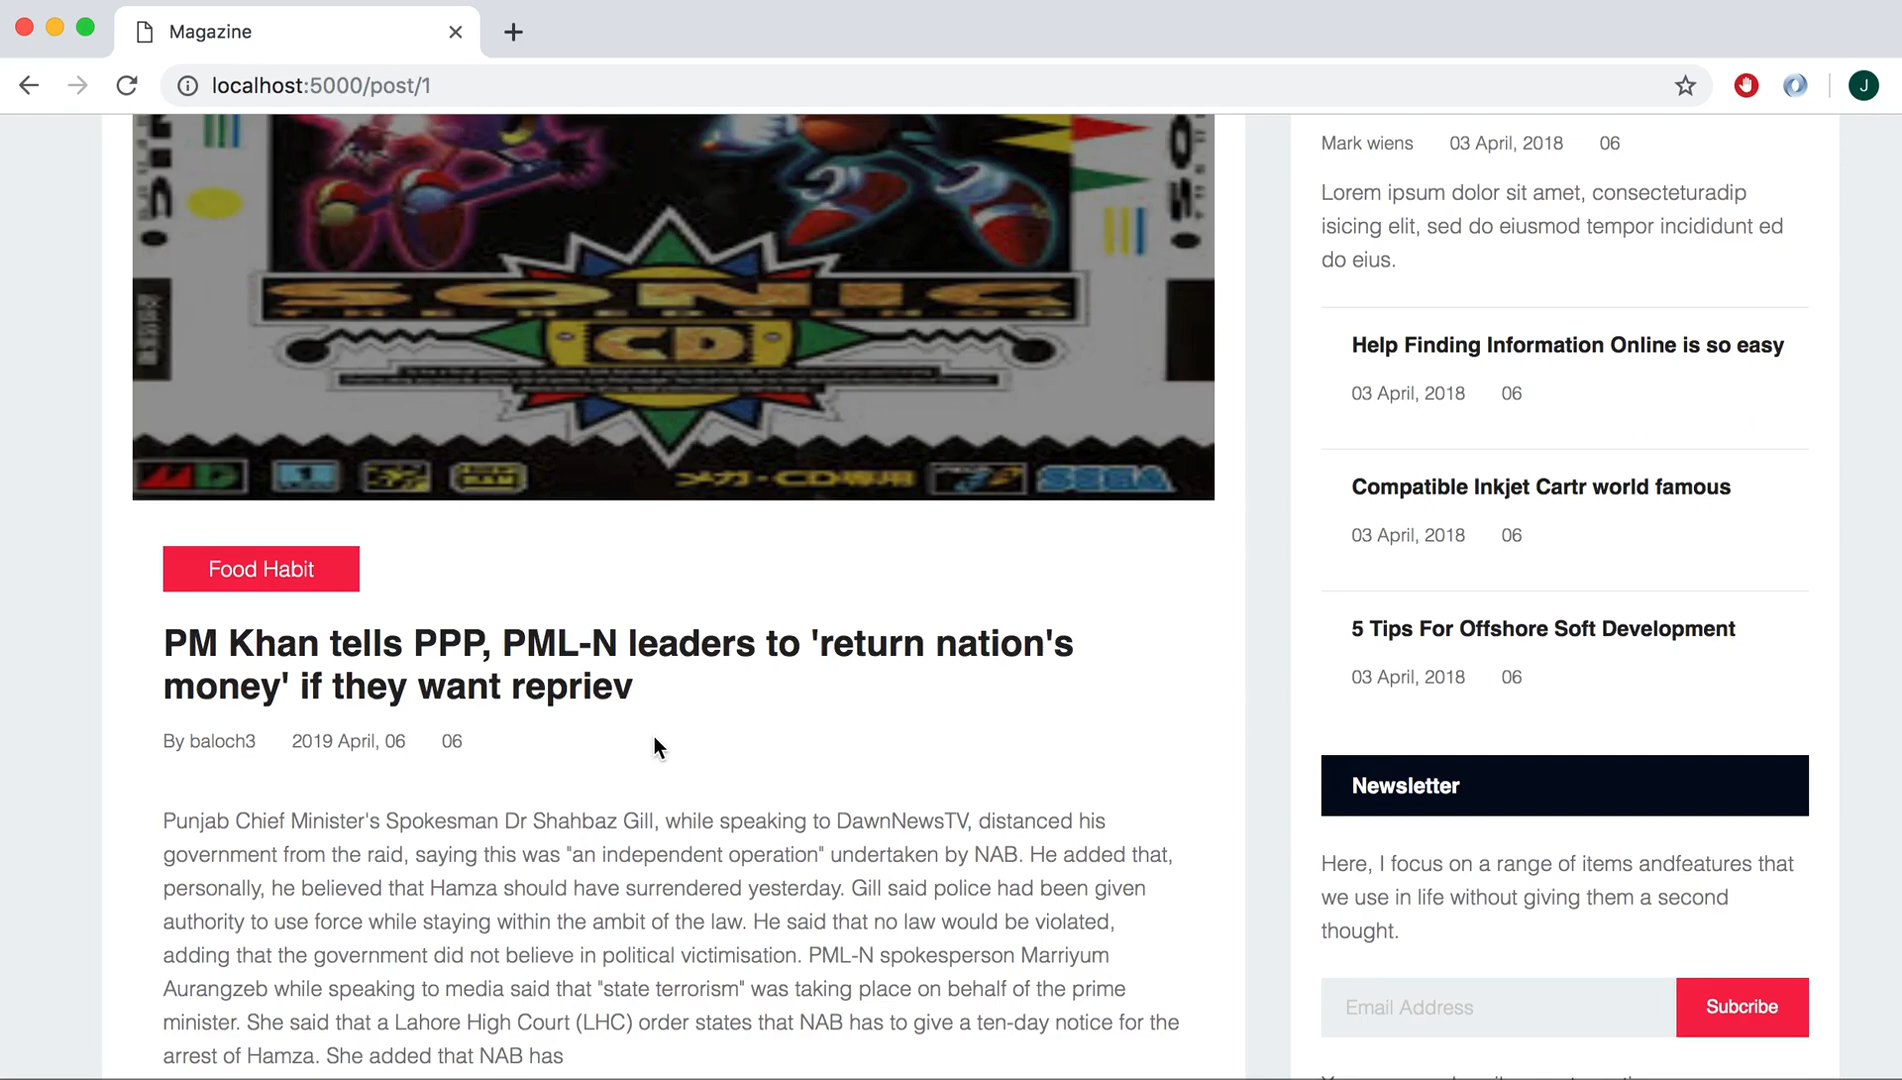 Magazine
localhost:5000/post/1
J
SONIC
THE HEDGEHOG
CD
メガ-CD専用
SEGA
Food Habit
PM Khan tells PPP, PML-N leaders to 'return nation's
money' if they want repriev
By baloch3 2019 April, 06 06
Punjab Chief Minister's Spokesman Dr Shahbaz Gill, while speaking to DawnNewsTV, distanced his
government from the raid, saying this was "an independent operation" undertaken by NAB. He added that,
personally, he believed that Hamza should have surrendered yesterday. Gill said police had been given
authority to use force while staying within the ambit of the law. He said that no law would be violated,
adding that the government did not believe in political victimisation. PML-N spokesperson Marriyum
Aurangzeb while speaking to media said that "state terrorism" was taking place on behalf of the prime
minister. She said that a Lahore High Court (LHC) order states that NAB has to give a ten-day notice for the
arrest of Hamza. She added that NAB has
Mark wiens 03 April, 2018 06
Lorem ipsum dolor sit amet, consecteturadip
isicing elit, sed do eiusmod tempor incididunt ed
do eius.
Help Finding Information Online is so easy
03 April, 2018 06
Compatible Inkjet Cartr world famous
03 April, 2018 06
5 Tips For Offshore Soft Development
03 April, 2018 06
Newsletter
Here, I focus on a range of items andfeatures that
we use in life without giving them a second
thought.
Email Address
Subcribe